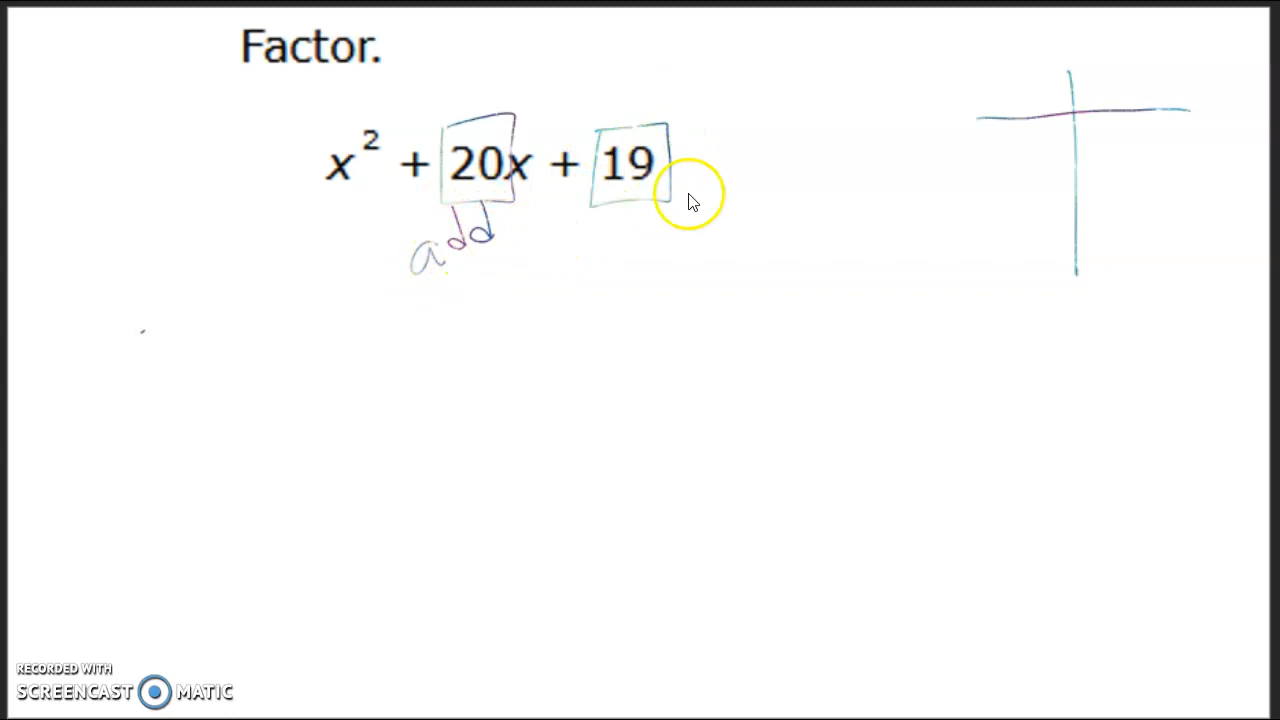 Factor.
x² + 20x + 19
add
RECORDED WITH
SCREENCAST MATIC